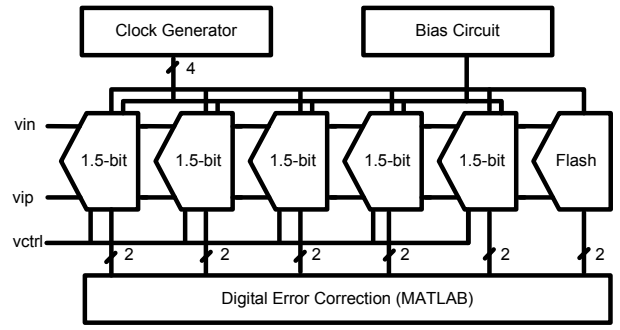 Clock Generator
Bias Circuit
4
vin
1.5-bit
1.5-bit
1.5-bit
1.5-bit
1.5-bit
Flash
vip
vctrl
2
2
2
2
2
2
Digital Error Correction (MATLAB)